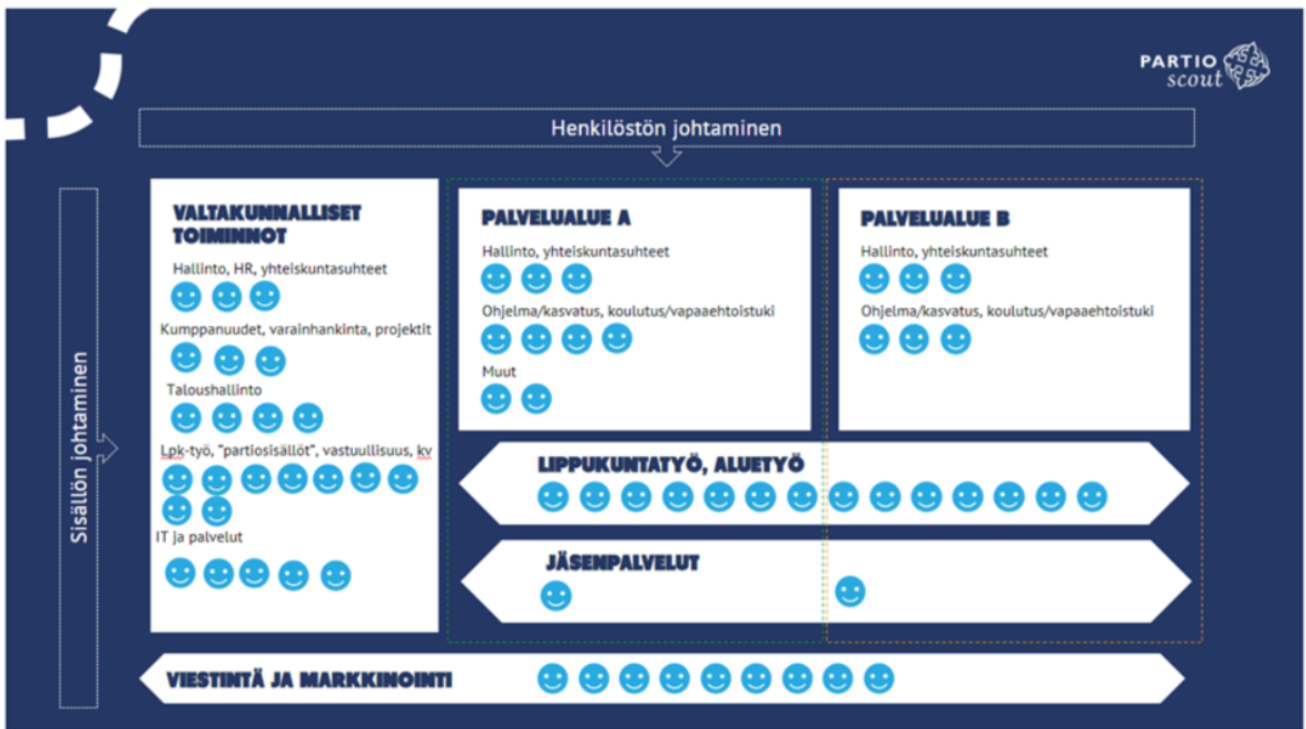 PARTIO
scout
Henkilöstön johtaminen
Sisällön johtaminen
VALTAKUNNALLISET
TOIMINNOT
Hallinto, HR, yhteiskuntasuhteet
Kumppanuudet, varainhankinta, projektit
Taloushallinto
Lpk-työ, "partiosisällöt", vastuullisuus, kv
IT ja palvelut
PALVELUALUE A
Hallinto, yhteiskuntasuhteet
Ohjelma/kasvatus, koulutus/vapaaehtoistuki
Muut
PALVELUALUE B
Hallinto, yhteiskuntasuhteet
Ohjelma/kasvatus, koulutus/vapaaehtoistuki
LIPPUKUNTATYÖ, ALUETYÖ
JÄSENPALVELUT
VIESTINTÄ JA MARKKINOINTI